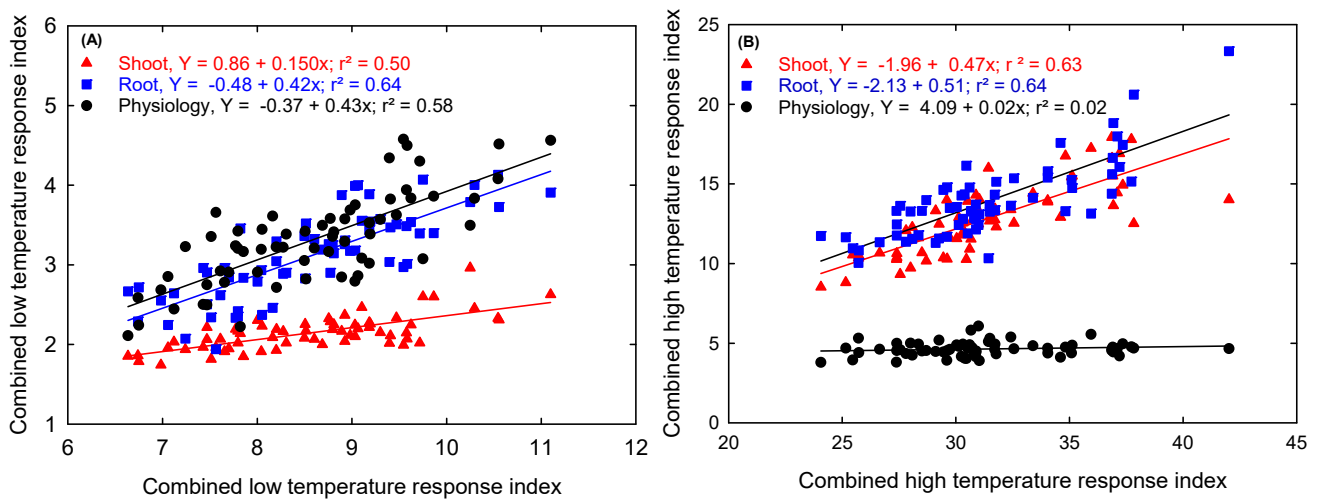 (A)
Shoot, Y = 0.86 + 0.150x; r² = 0.50
Root, Y = -0.48 + 0.42x; r² = 0.64
Physiology, Y = -0.37 + 0.43x; r² = 0.58
Combined low temperature response index
6
5
4
3
2
1
6 7 8 9 10 11 12
Combined low temperature response index
(B)
Shoot, Y = -1.96 + 0.47x; r ² = 0.63
Root, Y = -2.13 + 0.51; r² = 0.64
Physiology, Y = 4.09 + 0.02x; r² = 0.02
Combined high temperature response index
25
20
15
10
5
0
20 25 30 35 40 45
Combined high temperature response index